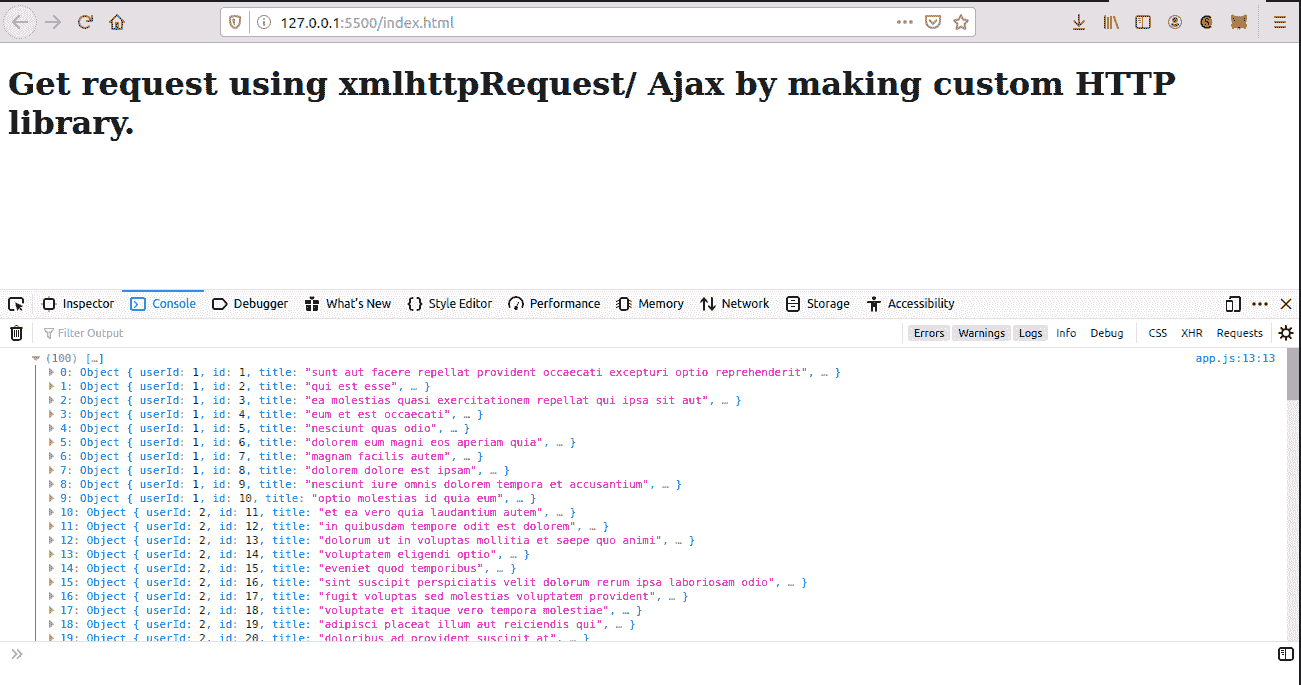 127.0.0.1:5500/index.html
Get request using xmlhttpRequest/ Ajax by making custom HTTP
library.
Inspector Console Debugger What's New {} Style Editor Performance Memory Network Storage Accessibility
Filter Output Errors Warnings Logs Info Debug CSS XHR Requests
(100) […] app.js:13:13
0: Object { userId: 1, id: 1, title: "sunt aut facere repellat provident occaecati excepturi optio reprehenderit", … }
1: Object { userId: 1, id: 2, title: "qui est esse", … }
2: Object { userId: 1, id: 3, title: "ea molestias quasi exercitationem repellat qui ipsa sit aut", … }
3: Object { userId: 1, id: 4, title: "eum et est occaecati", … }
4: Object { userId: 1, id: 5, title: "nesciunt quas odio", … }
5: Object { userId: 1, id: 6, title: "dolorem eum magni eos aperiam quia", … }
6: Object { userId: 1, id: 7, title: "magnam facilis autem", … }
7: Object { userId: 1, id: 8, title: "dolorem dolore est ipsam", … }
8: Object { userId: 1, id: 9, title: "nesciunt iure omnis dolorem tempora et accusantium", … }
9: Object { userId: 1, id: 10, title: "optio molestias id quia eum", … }
10: Object { userId: 2, id: 11, title: "et ea vero quia laudantium autem", … }
11: Object { userId: 2, id: 12, title: "in quibusdam tempore odit est dolorem", … }
12: Object { userId: 2, id: 13, title: "dolorum ut in voluptas mollitia et saepe quo animi", … }
13: Object { userId: 2, id: 14, title: "voluptatem eligendi optio", … }
14: Object { userId: 2, id: 15, title: "eveniet quod temporibus", … }
15: Object { userId: 2, id: 16, title: "sint suscipit perspiciatis velit dolorum rerum ipsa laboriosam odio", … }
16: Object { userId: 2, id: 17, title: "fugit voluptas sed molestias voluptatem provident", … }
17: Object { userId: 2, id: 18, title: "voluptate et itaque vero tempora molestiae", … }
18: Object { userId: 2, id: 19, title: "adipisci placeat illum aut reiciendis qui", … }
19: Object { userId: 2, id: 20, title: "doloribus ad provident suscipit at", … }